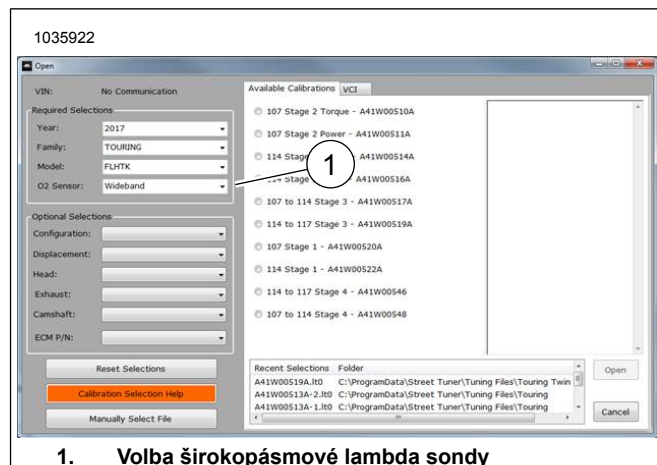 1035922
Open
VIN: No Communication
Required Selections
Year: 2017
Family: TOURING
Model: FLHTK
O2 Sensor: Wideband
Optional Selections
Configuration:
Displacement:
Head:
Exhaust:
Camshaft:
ECM P/N:
Reset Selections
Calibration Selection Help
Manually Select File
Available Calibrations VCI
107 Stage 2 Torque - A41W00510A
107 Stage 2 Power - A41W00511A
114 Stage A41W00514A
A41W00516A
107 to 114 Stage 3 - A41W00517A
114 to 117 Stage 3 - A41W00519A
107 Stage 1 - A41W00520A
114 Stage 1 - A41W00522A
114 to 117 Stage 4 - A41W00546
107 to 114 Stage 4 - A41W00548
1
Recent Selections Folder
A41W00519A.lt0 C:\ProgramData\Street Tuner\Tuning Files\Touring Twin
A41W00513A-2.lt0 C:\ProgramData\Street Tuner\Tuning Files\Touring
A41W00513A-1.lt0 C:\ProgramData\Street Tuner\Tuning Files\Touring
Open
Cancel
1. Volba širokopásmové lambda sondy